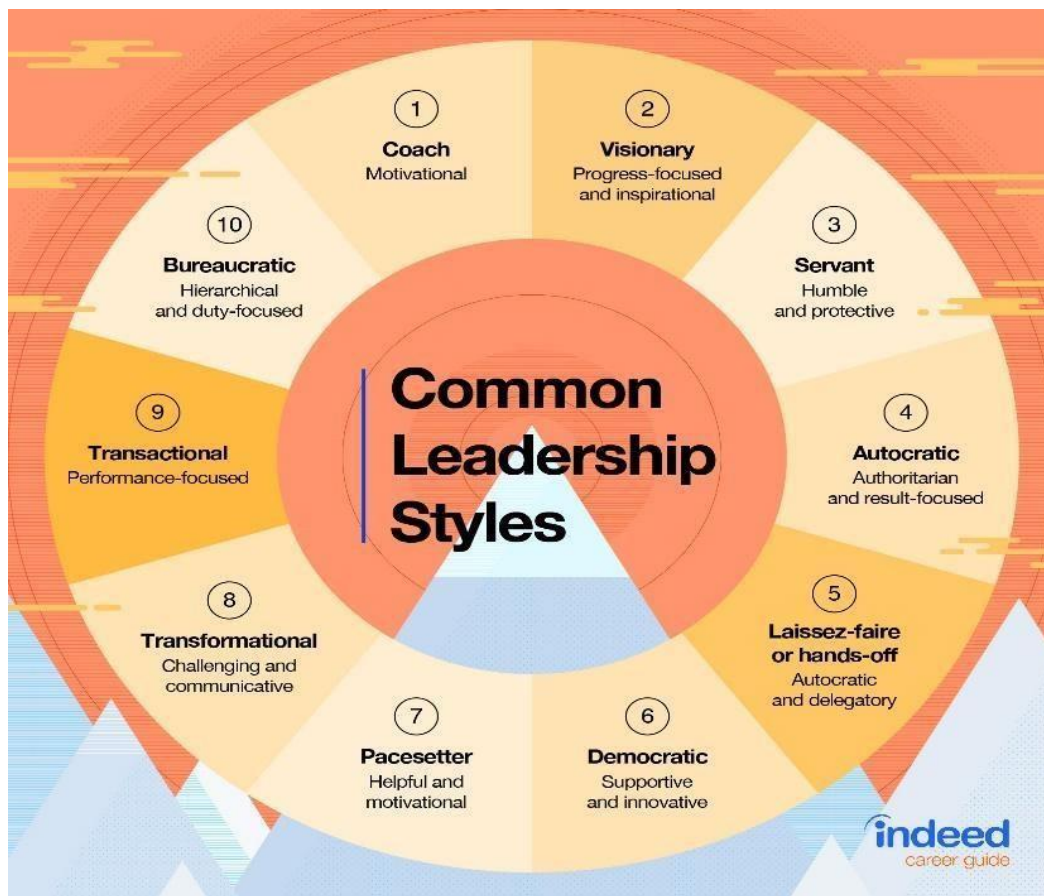 Common
Leadership
Styles
1
Coach
Motivational
2
Visionary
Progress-focused
and inspirational
3
Servant
Humble
and protective
4
Autocratic
Authoritarian
and result-focused
5
Laissez-faire
or hands-off
Autocratic
and delegatory
6
Democratic
Supportive
and innovative
7
Pacesetter
Helpful and
motivational
8
Transformational
Challenging and
communicative
9
Transactional
Performance-focused
10
Bureaucratic
Hierarchical
and duty-focused
indeed
career guide